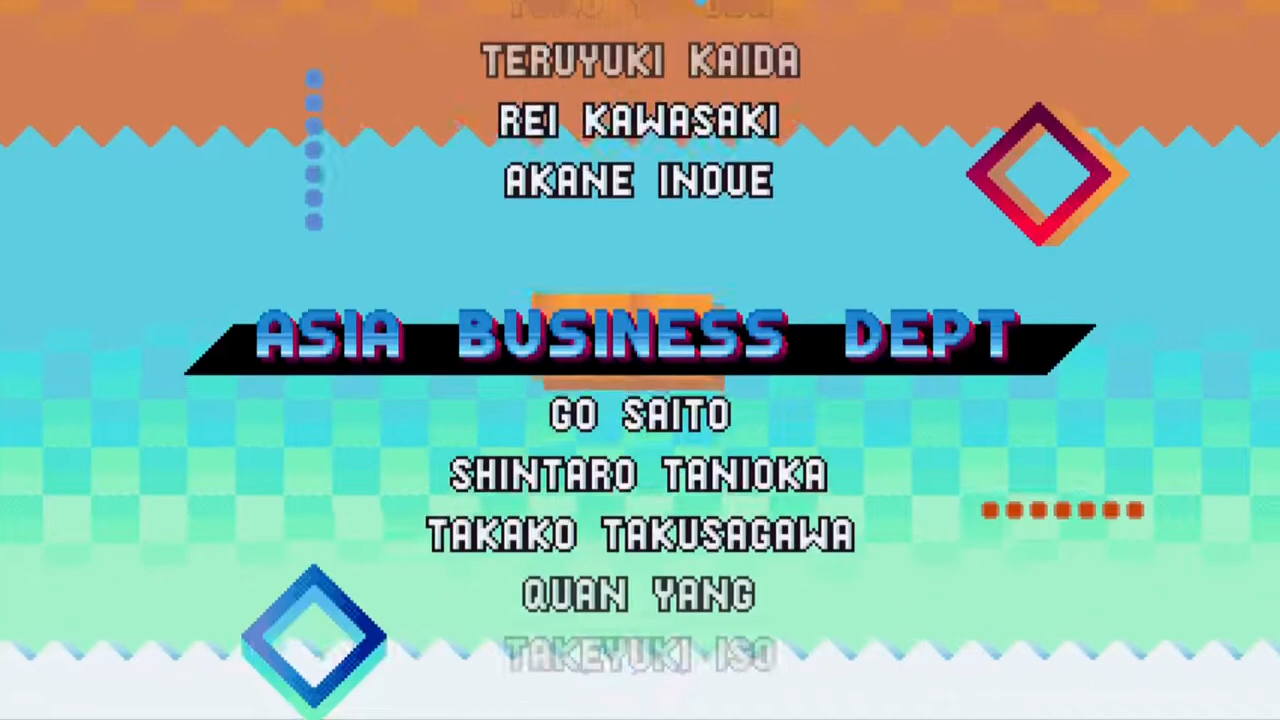 TERUYUKI KAIDA
REI KAWASAKI
AKANE INOUE
ASIA BUSINESS DEPT
GO SAITO
SHINTARO TANIOKA
TAKAKO TAKUSAGAWA
QUAN YANG
TAKEYUKI ISO